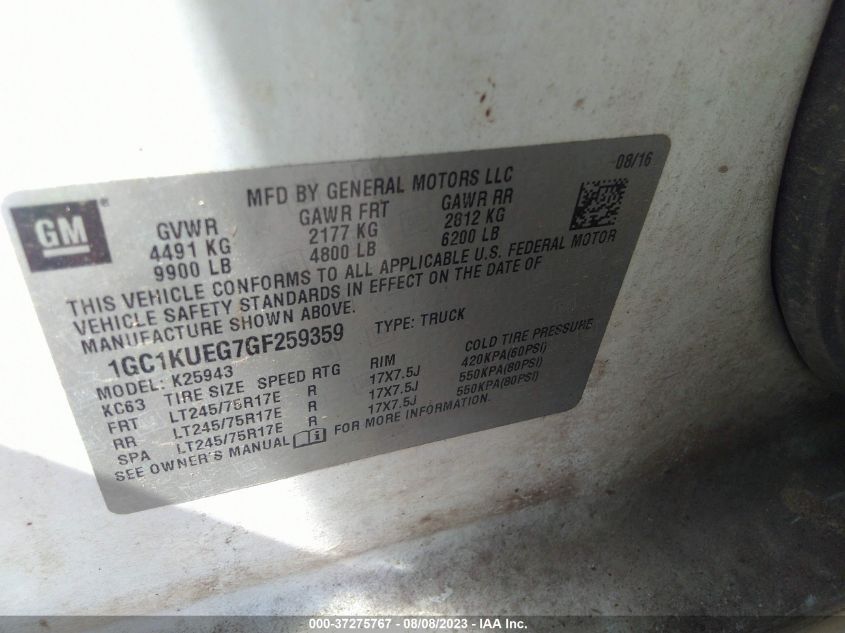 08/16
MFD BY GENERAL MOTORS LLC
GM®
GVWR GAWR FRT GAWR RR
4491 KG 2177 KG 2812 KG
9900 LB 4800 LB 6200 LB
THIS VEHICLE CONFORMS TO ALL APPLICABLE U.S. FEDERAL MOTOR
VEHICLE SAFETY STANDARDS IN EFFECT ON THE DATE OF
MANUFACTURE SHOWN ABOVE.
1GC1KUEG7GF259359 TYPE: TRUCK
MODEL: K25943
KC63 TIRE SIZE SPEED RTG RIM COLD TIRE PRESSURE
FRT LT245/75R17E R 17X7.5J 420KPA(60PSI)
RR LT245/75R17E R 17X7.5J 550KPA(80PSI)
SPA LT245/75R17E R 17X7.5J 550KPA(80PSI)
SEE OWNER'S MANUAL i FOR MORE INFORMATION.
000-37275767 - 08/08/2023 - IAA Inc.